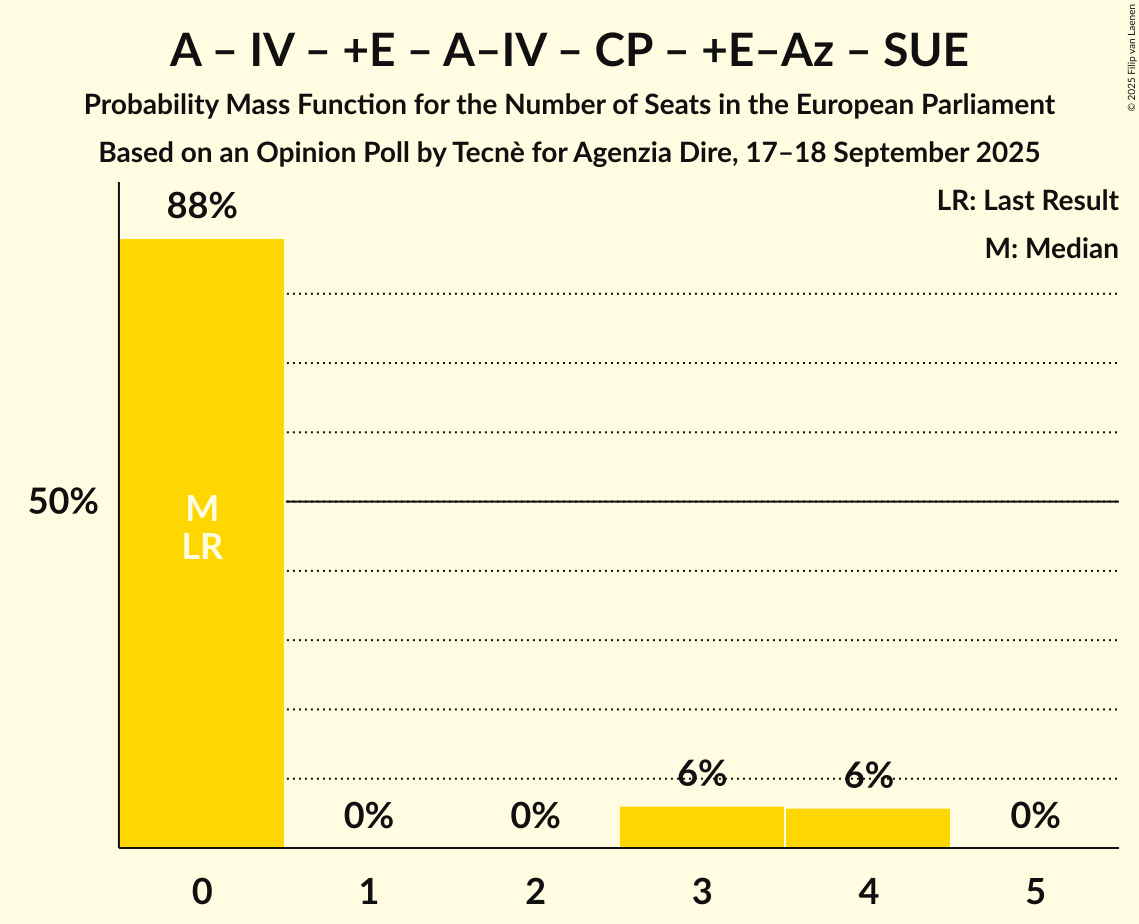 A – IV – +E – A–IV – CP – +E–Az – SUE
Probability Mass Function for the Number of Seats in the European Parliament
Based on an Opinion Poll by Tecnè for Agenzia Dire, 17–18 September 2025
© 2025 Filip van Laenen
LR: Last Result
M: Median
88%
50%
M
LR
6%
6%
0%
0%
0%
0
1
2
3
4
5